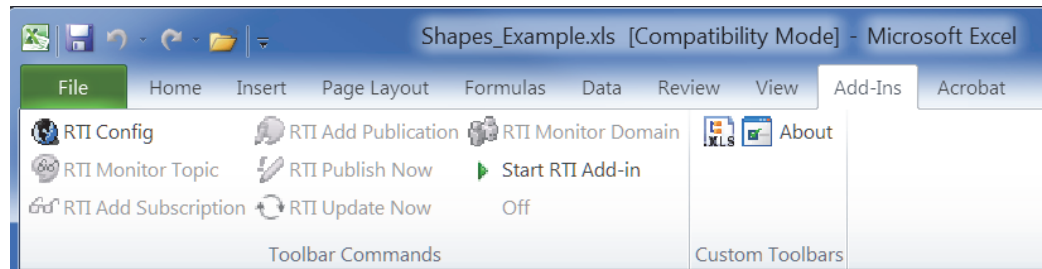 Shapes_Example.xls [Compatibility Mode] - Microsoft Excel
File Home Insert Page Layout Formulas Data Review View Add-Ins Acrobat
RTI Config RTI Add Publication RTI Monitor Domain XLS About
RTI Monitor Topic RTI Publish Now Start RTI Add-in
RTI Add Subscription RTI Update Now Off
Toolbar Commands Custom Toolbars